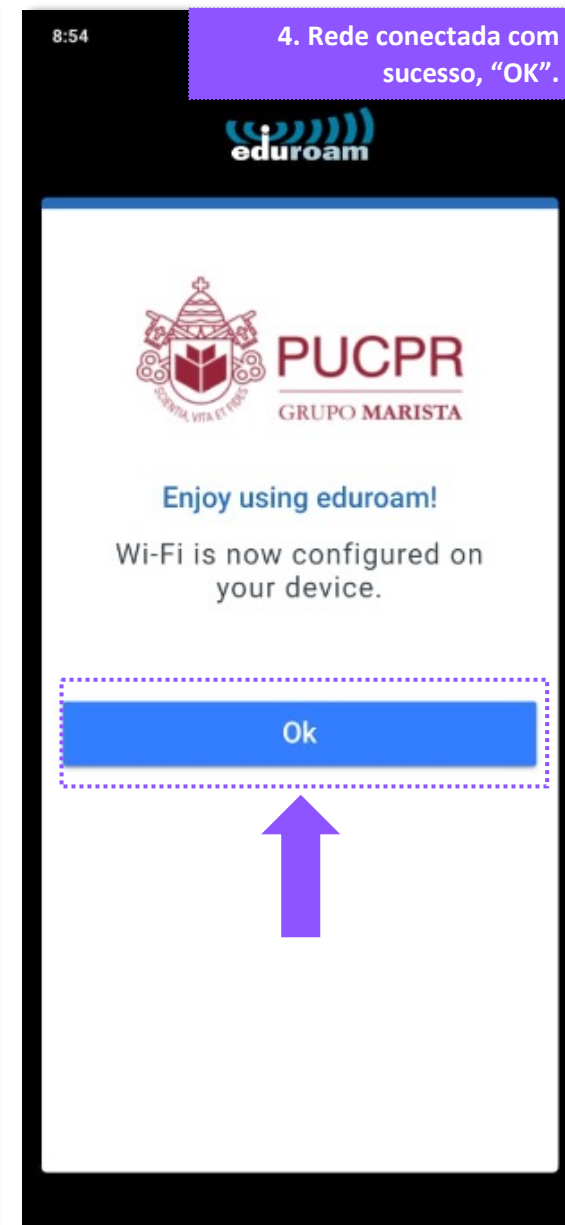 8:54
4. Rede conectada com
sucesso, “OK”.
eduroam
PUCPR
GRUPO MARISTA
SCIENTIA, VITA ET FIDES
Enjoy using eduroam!
Wi-Fi is now configured on
your device.
Ok